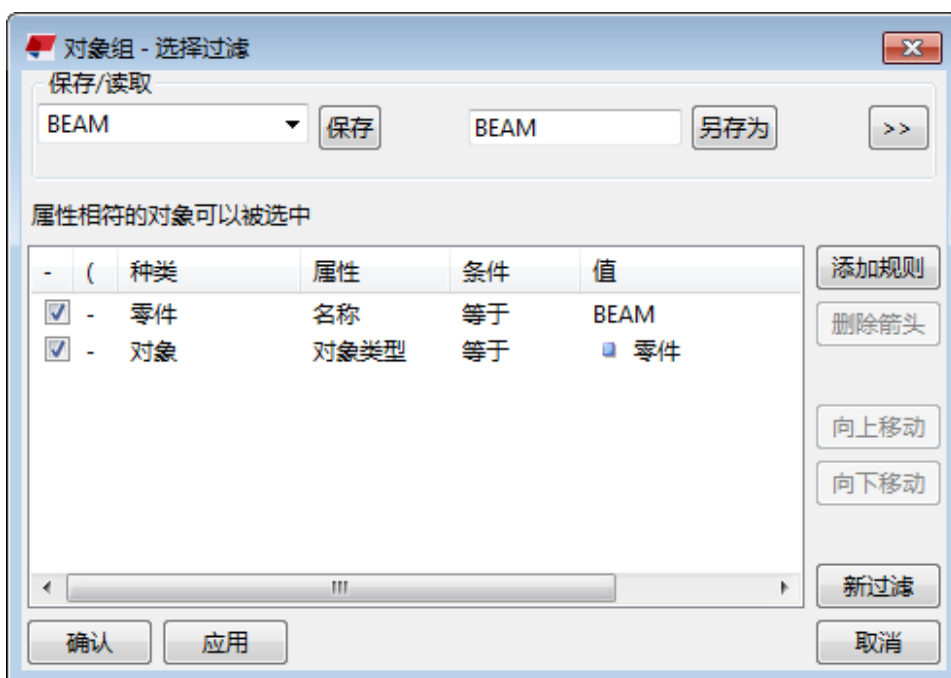 对象组 - 选择过滤
保存/读取
BEAM 保存 BEAM 另存为 >>
属性相符的对象可以被选中
- ( 种类 属性 条件 值 添加规则
- 零件 名称 等于 BEAM 删除箭头
- 对象 对象类型 等于 零件
向上移动
向下移动
新过滤
确认 应用 取消